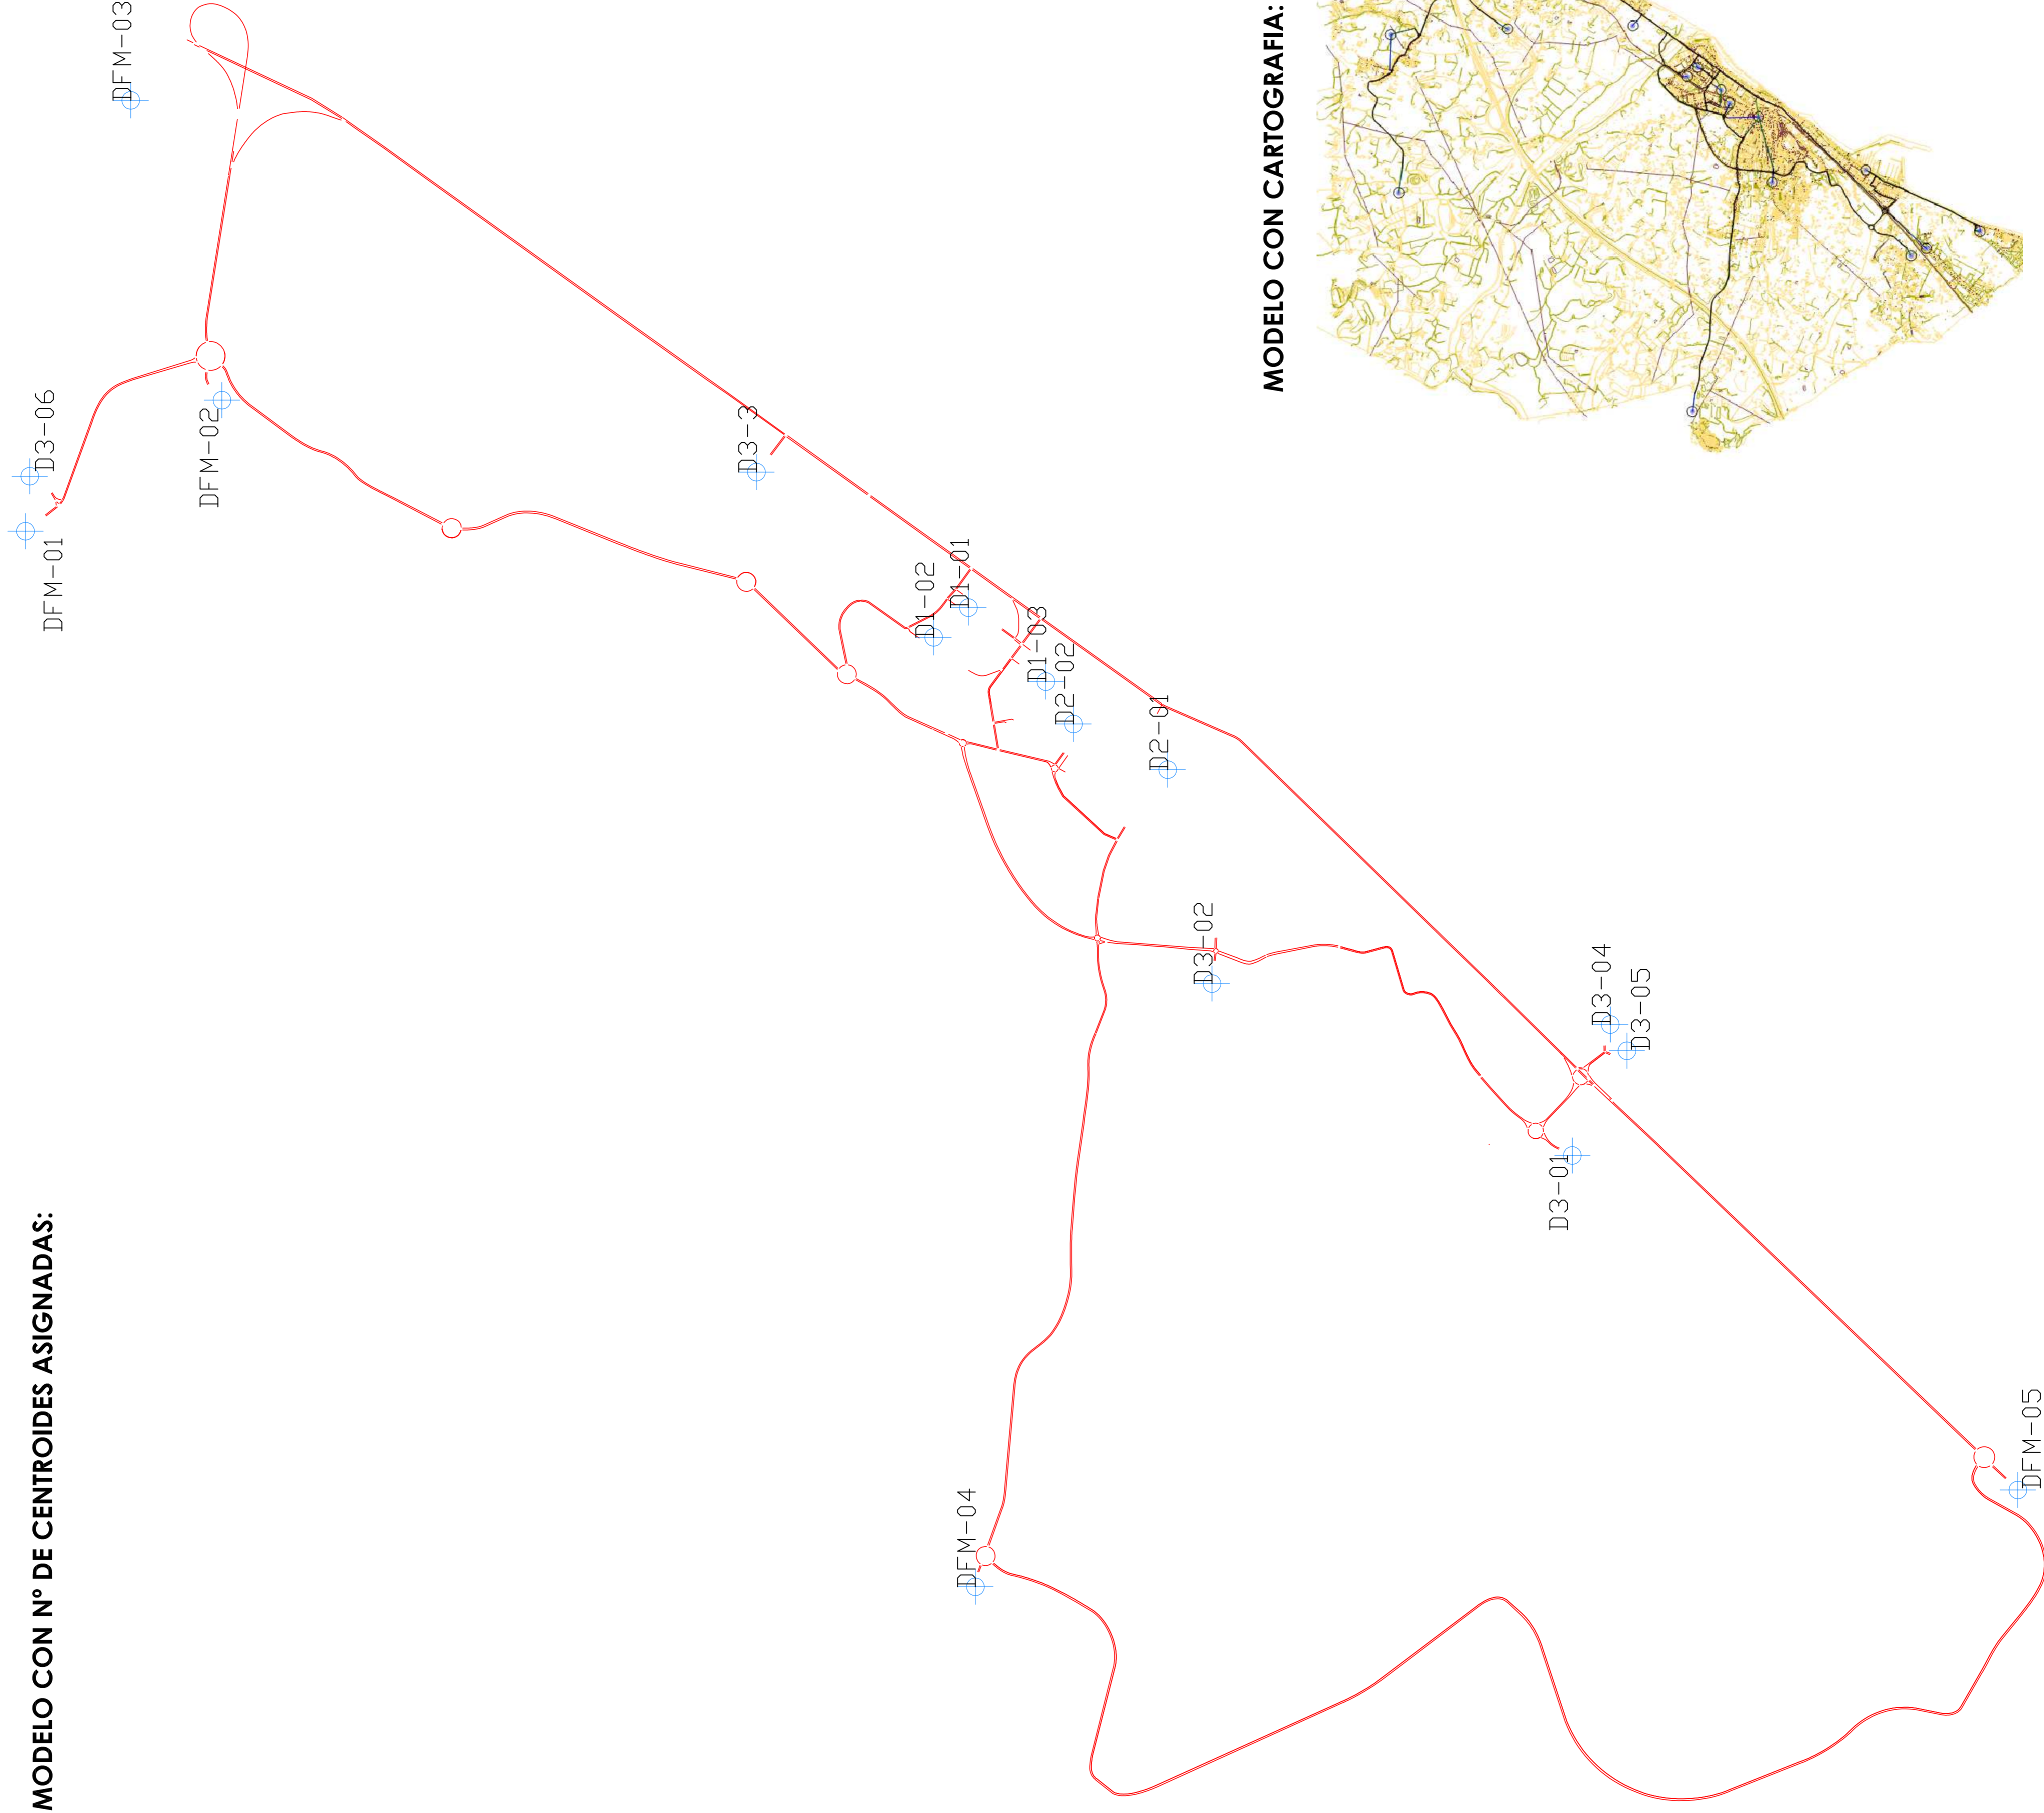 MODELO CON Nº DE CENTROIDES ASIGNADAS:
MODELO CON CARTOGRAFIA:
DFM-03
D3-06
DFM-01
DFM-02
D3-3
D1-01
D1-02
D1-03
D2-02
D2-01
D3-02
D3-04
D3-05
D3-01
DFM-04
DFM-05